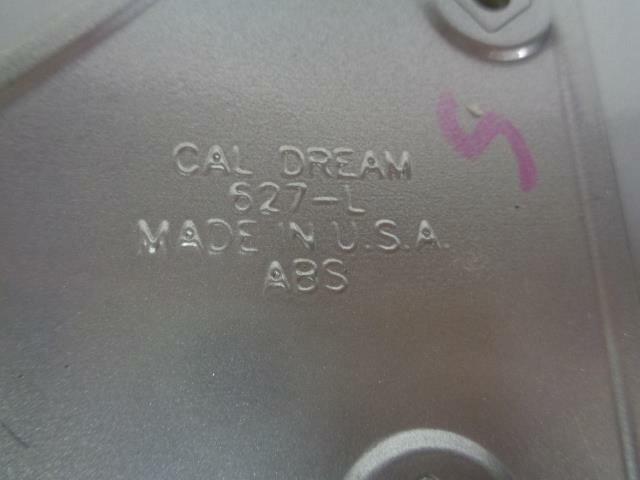 CAL DREAM
627-L
MADE IN U.S.A.
ABS